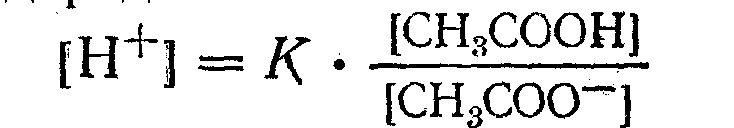 [H⁺] = K · [CH₃COOH] / [CH₃COO⁻]